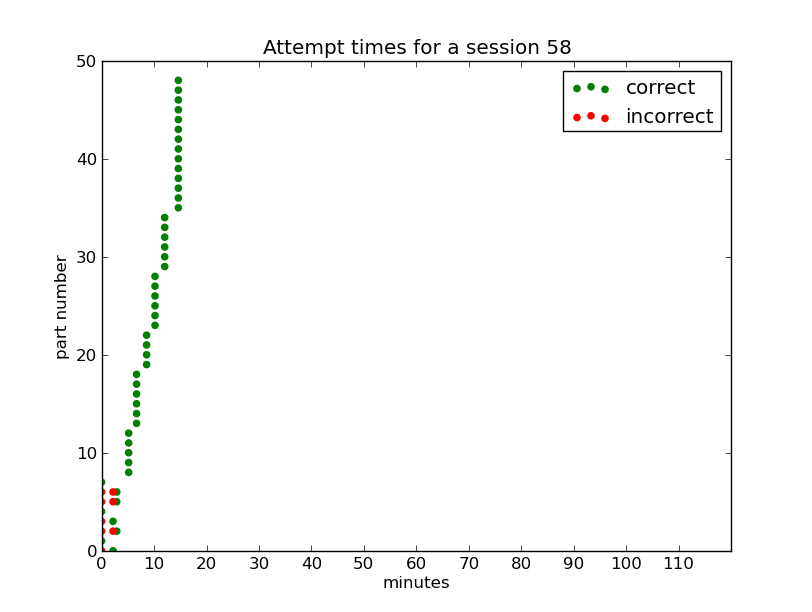 Attempt times for a session 58
correct
incorrect
50
40
30
20
10
0
part number
0 10 20 30 40 50 60 70 80 90 100 110
minutes